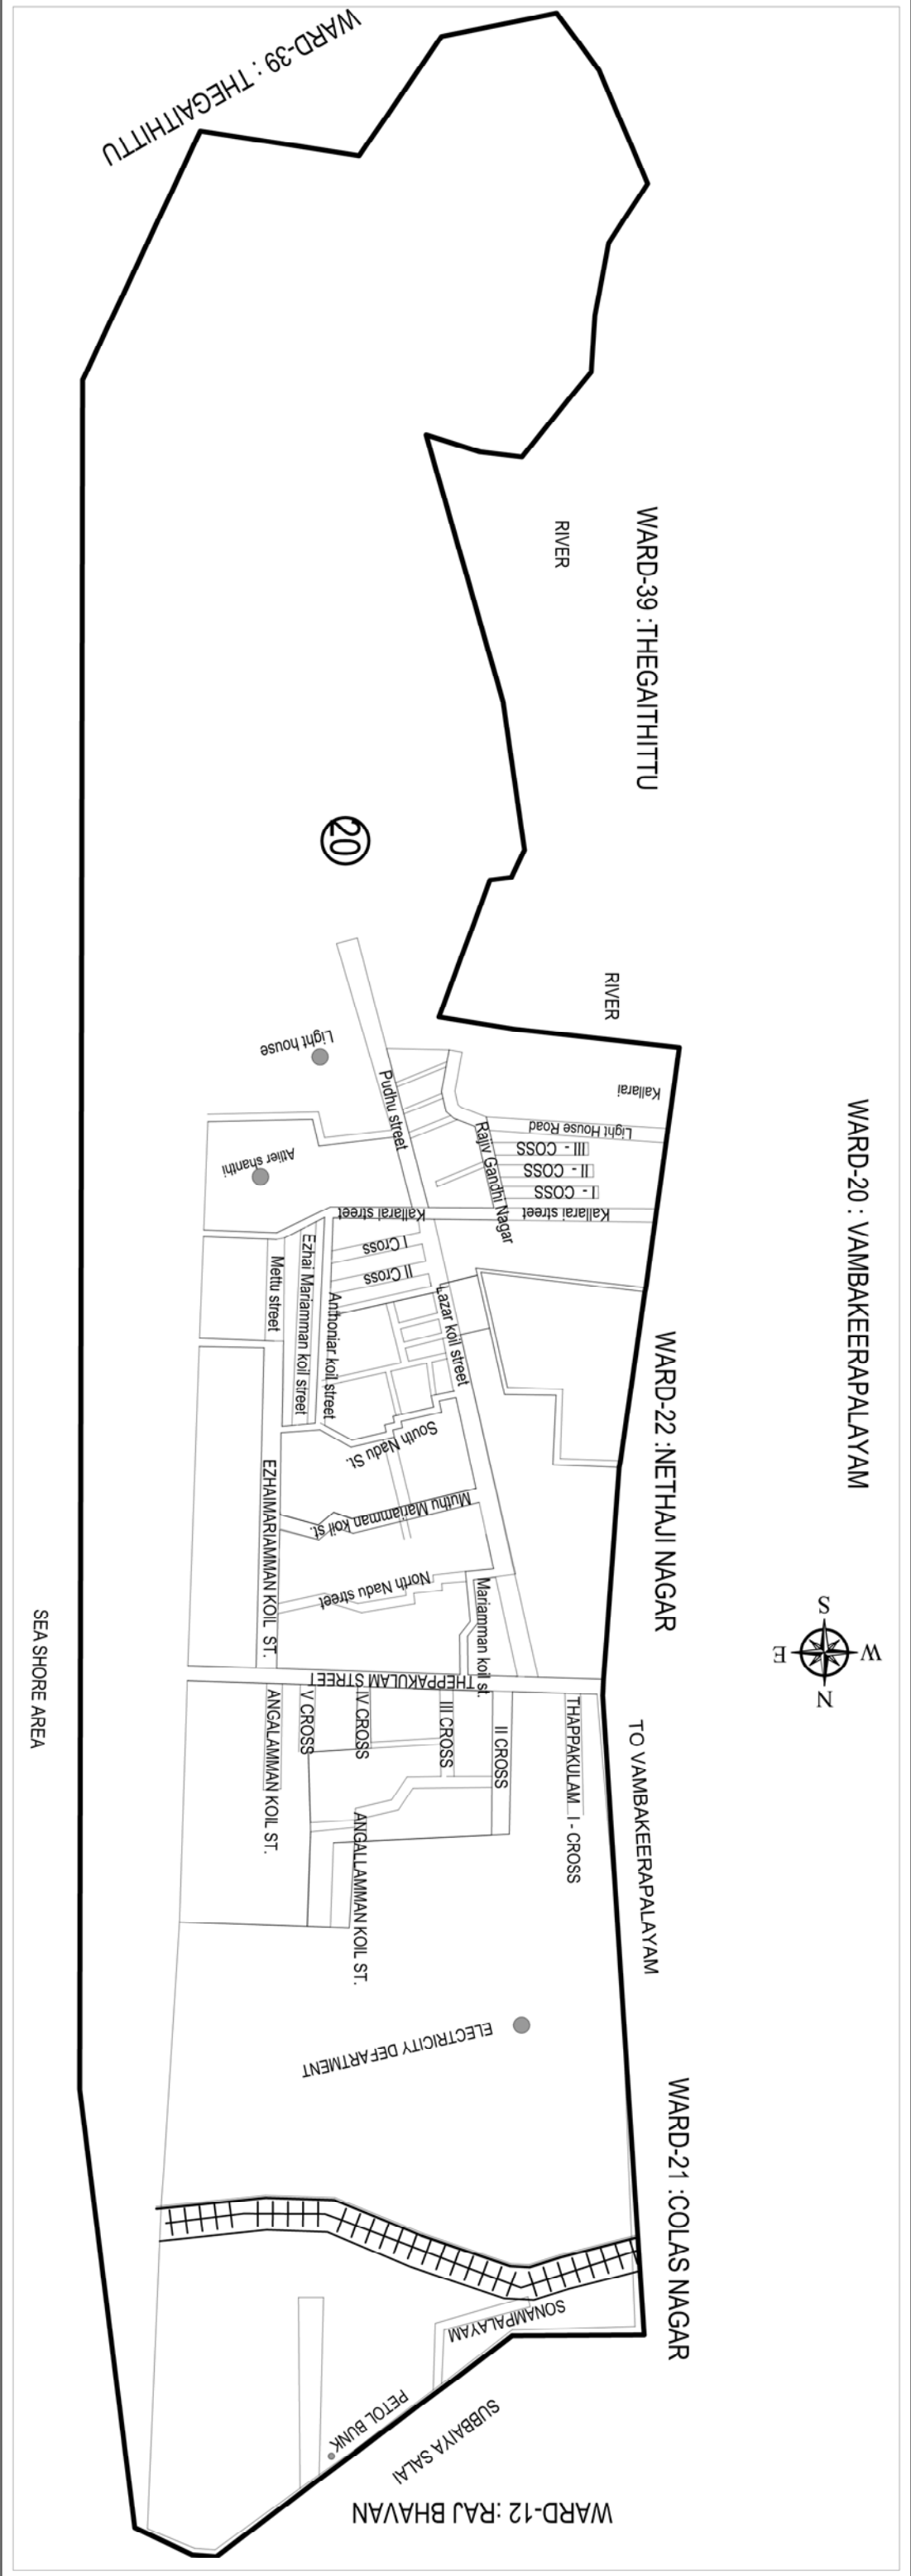 WARD-39 : THEGAITHITTU
RIVER
WARD-39 :THEGAITHITTU
20
RIVER
Light house
Kallarai
Pudhu street
Light House Road
III - COSS
II - COSS
I - COSS
Rajiv Gandhi Nagar
Atlier shanthi
Kallarai street
Kallarai street
WARD-20 : VAMBAKEERAPALAYAM
I Cross
II Cross
Mettu street
Ezhai Mariamman koil street
Anthoniar koil street
Lazar koil street
WARD-22 :NETHAJI NAGAR
South Nadu St.
EZHAIMARIAMMAN KOIL ST.
Muthu Mariamman koil st.
North Nadu street
Mariamman koil st.
S
E
W
N
SEA SHORE AREA
THEPPAKULAM STREET
ANGALAMMAN KOIL ST.
V CROSS
IV CROSS
III CROSS
II CROSS
THAPPAKULAM I - CROSS
TO VAMBAKEERAPALAYAM
ANGALLAMMAN KOIL ST.
ELECTRICITY DEPARTMENT
WARD-21 :COLAS NAGAR
SONAMPALAYAM
PETOL BUNK
SUBBAIYA SALAI
WARD-12 : RAJ BHAVAN